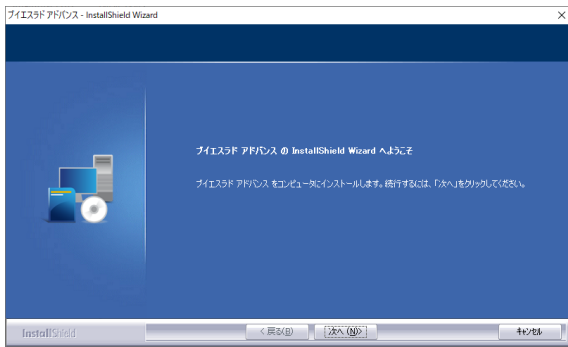 ブイエスラド アドバンス - InstallShield Wizard
ブイエスラド アドバンス の InstallShield Wizard へようこそ
ブイエスラド アドバンス をコンピュータにインストールします。続行するには、「次へ」をクリックしてください。
InstallShield
< 戻る(B)
次へ(N)>
キャンセル